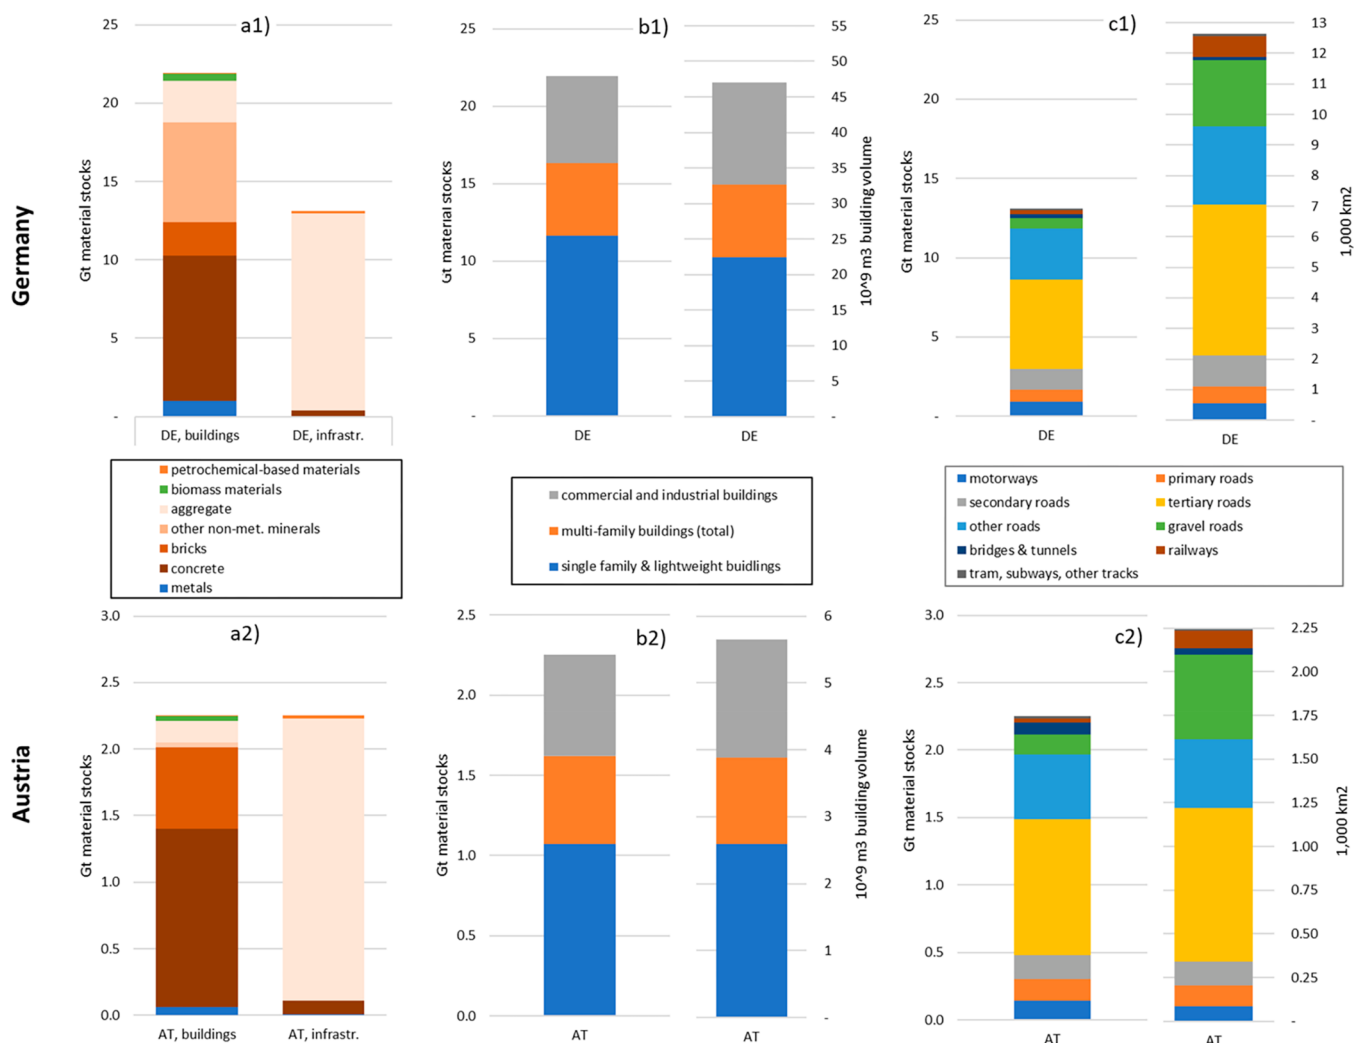 Germany
a1)
Gt material stocks
25
20
15
10
5
-
DE, buildings
DE, infrastr.
petrochemical-based materials
biomass materials
aggregate
other non-met. minerals
bricks
concrete
metals
b1)
Gt material stocks
25
20
15
10
5
-
DE
10^9 m3 building volume
55
50
45
40
35
30
25
20
15
10
5
-
DE
commercial and industrial buildings
multi-family buildings (total)
single family & lightweight buidlings
c1)
Gt material stocks
25
20
15
10
5
-
DE
1,000 km2
13
12
11
10
9
8
7
6
5
4
3
2
1
-
DE
motorways
primary roads
secondary roads
tertiary roads
other roads
gravel roads
bridges & tunnels
railways
tram, subways, other tracks
Austria
a2)
Gt material stocks
3.0
2.5
2.0
1.5
1.0
0.5
0.0
AT, buildings
AT, infrastr.
b2)
Gt material stocks
2.5
2.0
1.5
1.0
0.5
0.0
AT
10^9 m3 building volume
6
5
4
3
2
1
-
AT
c2)
Gt material stocks
3.0
2.5
2.0
1.5
1.0
0.5
0.0
AT
1,000 km2
2.25
2.00
1.75
1.50
1.25
1.00
0.75
0.50
0.25
-
AT